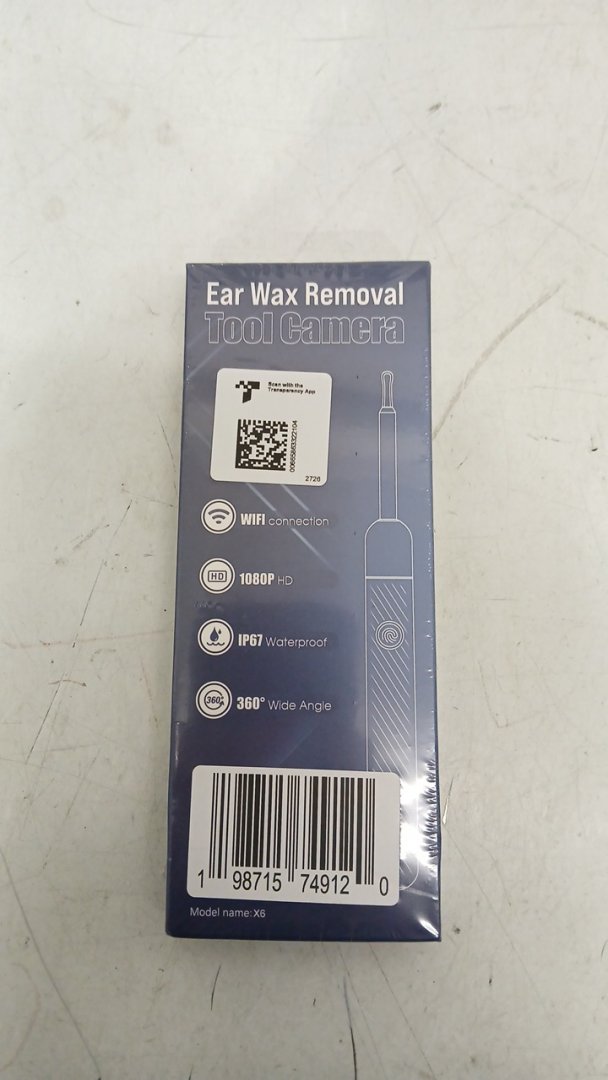 Ear Wax Removal
Tool Camera
Scan with the
Transparency App
2726
WIFI connection
HD
1080P HD
IP67 Waterproof
360°
360° Wide Angle
1 98715 74912 0
Model name: X6